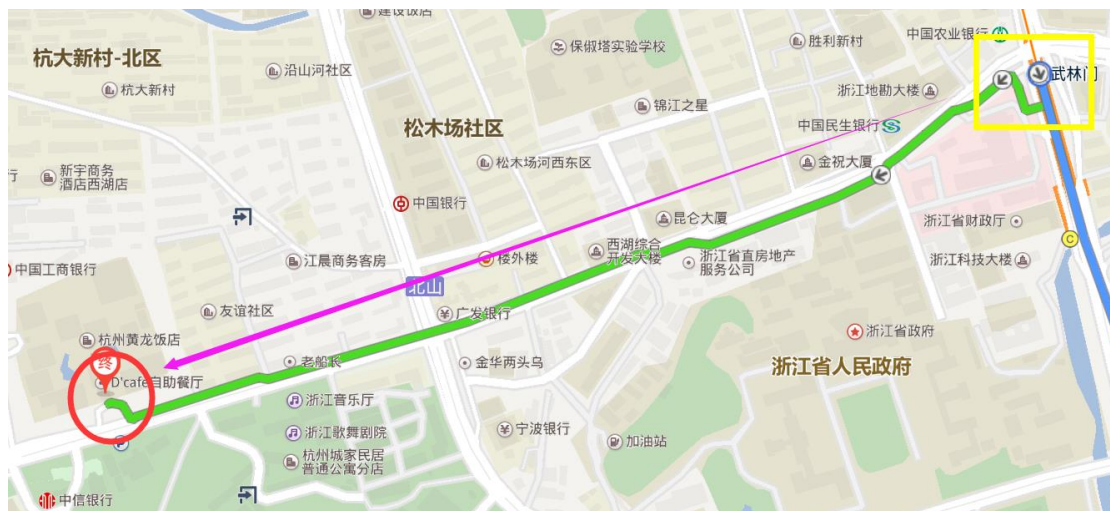 建设饭店
中国农业银行
杭大新村-北区
保俶塔实验学校
胜利新村
沿山河社区
武林门
杭大新村
浙江地勘大楼
锦江之星
松木场社区
中国民生银行
新宇商务
酒店西湖店
行
松木场河西东区
金祝大厦
中国银行
昆仑大厦
浙江省财政厅
西湖综合
开发大楼
楼外楼
浙江省直房地产
服务公司
江晨商务客房
浙江科技大楼
C
中国工商银行
北山
友谊社区
广发银行
浙江省政府
杭州黄龙饭店
终
老船长
金华两头乌
浙江省人民政府
D'cafe自助餐厅
浙江音乐厅
浙江歌舞剧院
宁波银行
加油站
P
杭州城家民居
普通公寓分店
中信银行